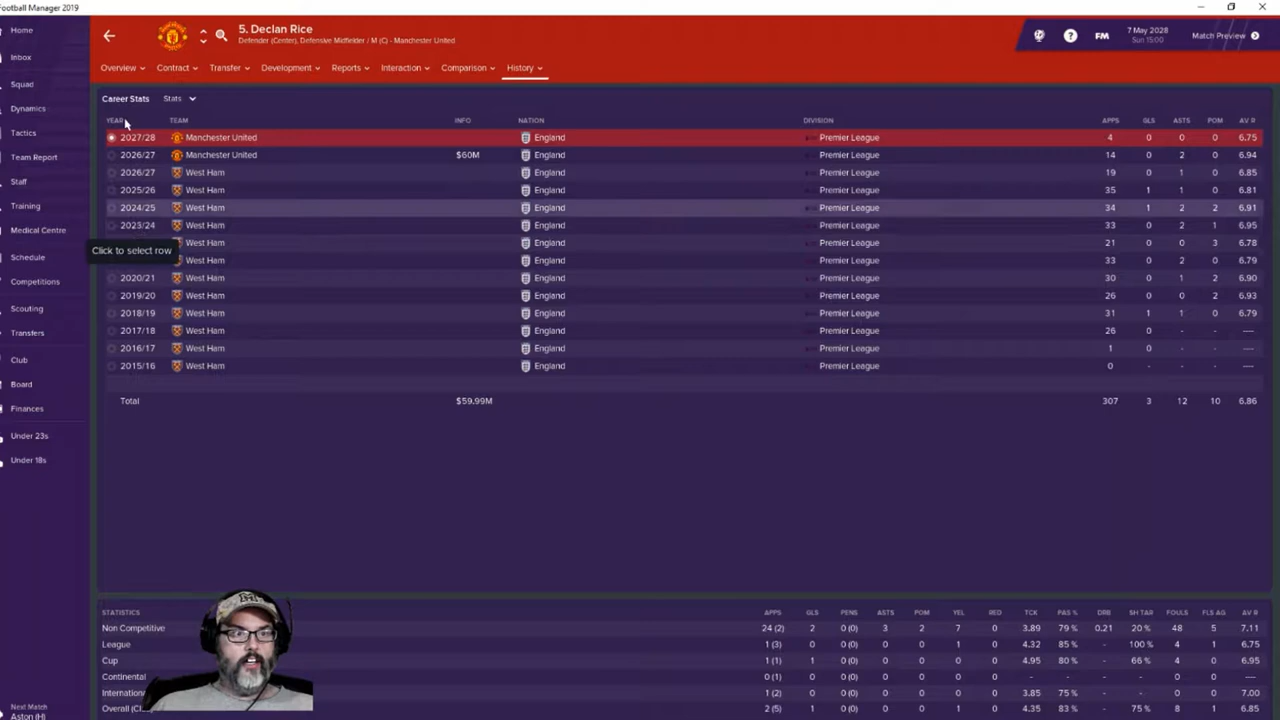 Football Manager 2019
Home
Inbox
Squad
Dynamics
Tactics
Team Report
Staff
Training
Medical Centre
Schedule
Competitions
Scouting
Transfers
Club
Board
Finances
Under 23s
Under 18s
Next Match
Aston (H)
5. Declan Rice
Defender (Center), Defensive Midfielder / M (C) - Manchester United
FM
7 May 2028
Sun 15:00
Match Preview
Overview Contract Transfer Development Reports Interaction Comparison History
Career Stats Stats
YEAR TEAM INFO NATION DIVISION APPS GLS ASTS POM AV R
2027/28 Manchester United England Premier League 4 0 0 0 6.75
2026/27 Manchester United $60M England Premier League 14 0 2 0 6.94
2026/27 West Ham England Premier League 19 0 1 0 6.85
2025/26 West Ham England Premier League 35 1 1 0 6.81
2024/25 West Ham England Premier League 34 1 2 2 6.91
2023/24 West Ham England Premier League 33 0 2 1 6.95
Click to select row
West Ham England Premier League 21 0 0 3 6.78
West Ham England Premier League 33 0 2 0 6.79
2020/21 West Ham England Premier League 30 0 1 2 6.90
2019/20 West Ham England Premier League 26 0 0 2 6.93
2018/19 West Ham England Premier League 31 1 1 0 6.79
2017/18 West Ham England Premier League 26 0 - - ----
2016/17 West Ham England Premier League 1 0 - - ----
2015/16 West Ham England Premier League 0 - - - ----
Total $59.99M 307 3 12 10 6.86
STATISTICS APPS GLS PENS ASTS POM YEL RED TCK PAS % DRB SH TAR FOULS FLS AG AV R
Non Competitive 24 (2) 2 0 (0) 3 2 7 0 3.89 79 % 0.21 20 % 48 5 7.11
League 1 (3) 0 0 (0) 0 0 0 0 4.32 85 % - 100 % 4 1 6.75
Cup 1 (1) 1 0 (0) 0 0 1 0 4.95 80 % - 66 % 4 0 6.95
Continental 0 (1) 0 0 (0) 0 0 0 0 - - - - 0 0 ----
Internation 1 (2) 0 0 (0) 0 0 0 0 3.85 75 % - - 0 0 7.00
Overall (Cl 2 (5) 1 0 (0) 0 0 1 0 4.35 83 % - 75 % 8 1 6.85